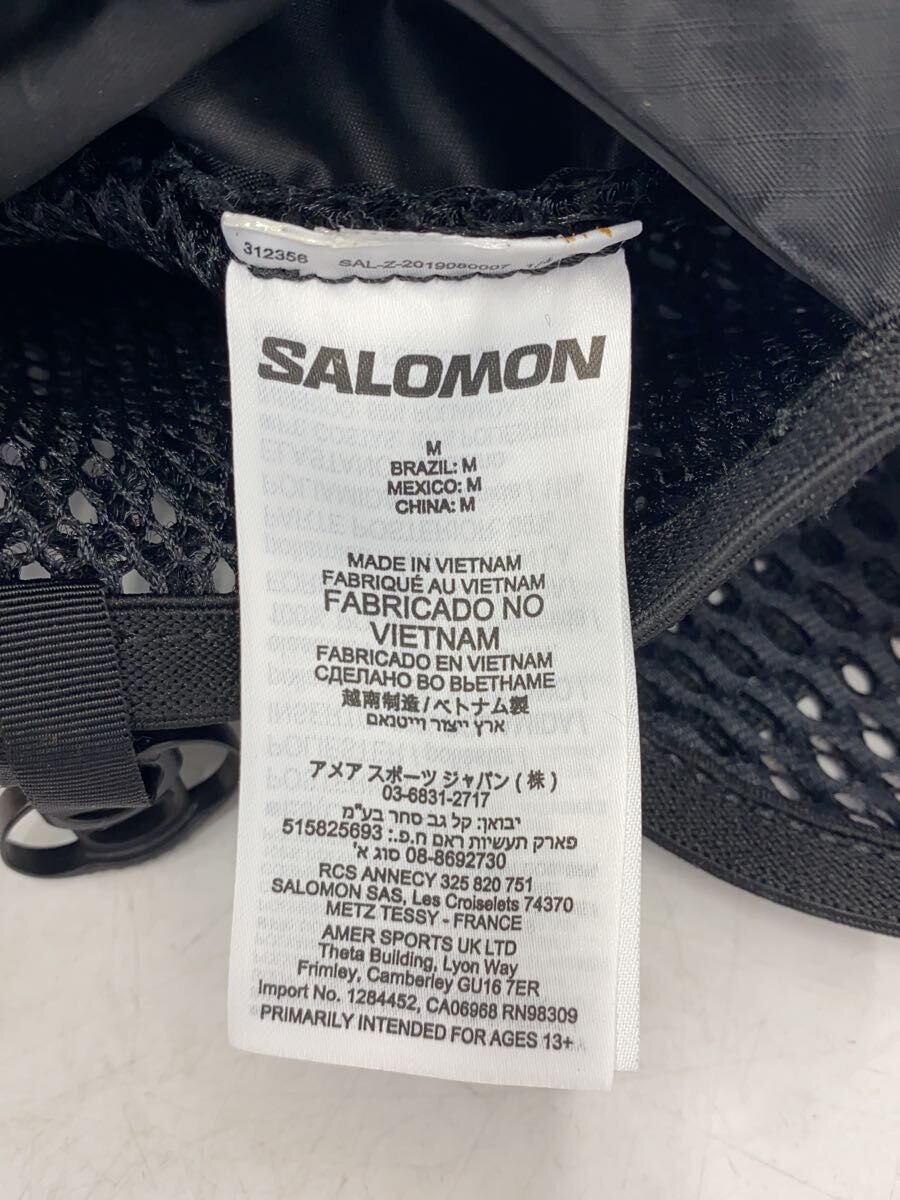 312356 SAL-Z-2019080007 1/4
SALOMON
M
BRAZIL: M
MEXICO: M
CHINA: M
MADE IN VIETNAM
FABRIQUÉ AU VIETNAM
FABRICADO NO
VIETNAM
FABRICADO EN VIETNAM
СДЕЛАНО ВО ВЬЕТНАМЕ
越南制造/ベトナム製
ארץ ייצור וייטנאם
アメア スポーツ ジャパン ( 株 )
03-6831-2717
יבואן: קל גב סחר בע"מ
פארק תעשיות ראם ח.פ.: 515825693
08-8692730 סוג א'
RCS ANNECY 325 820 751
SALOMON SAS, Les Croiselets 74370
METZ TESSY - FRANCE
AMER SPORTS UK LTD
Theta Building, Lyon Way
Frimley, Camberley GU16 7ER
Import No. 1284452, CA06968 RN98309
PRIMARILY INTENDED FOR AGES 13+